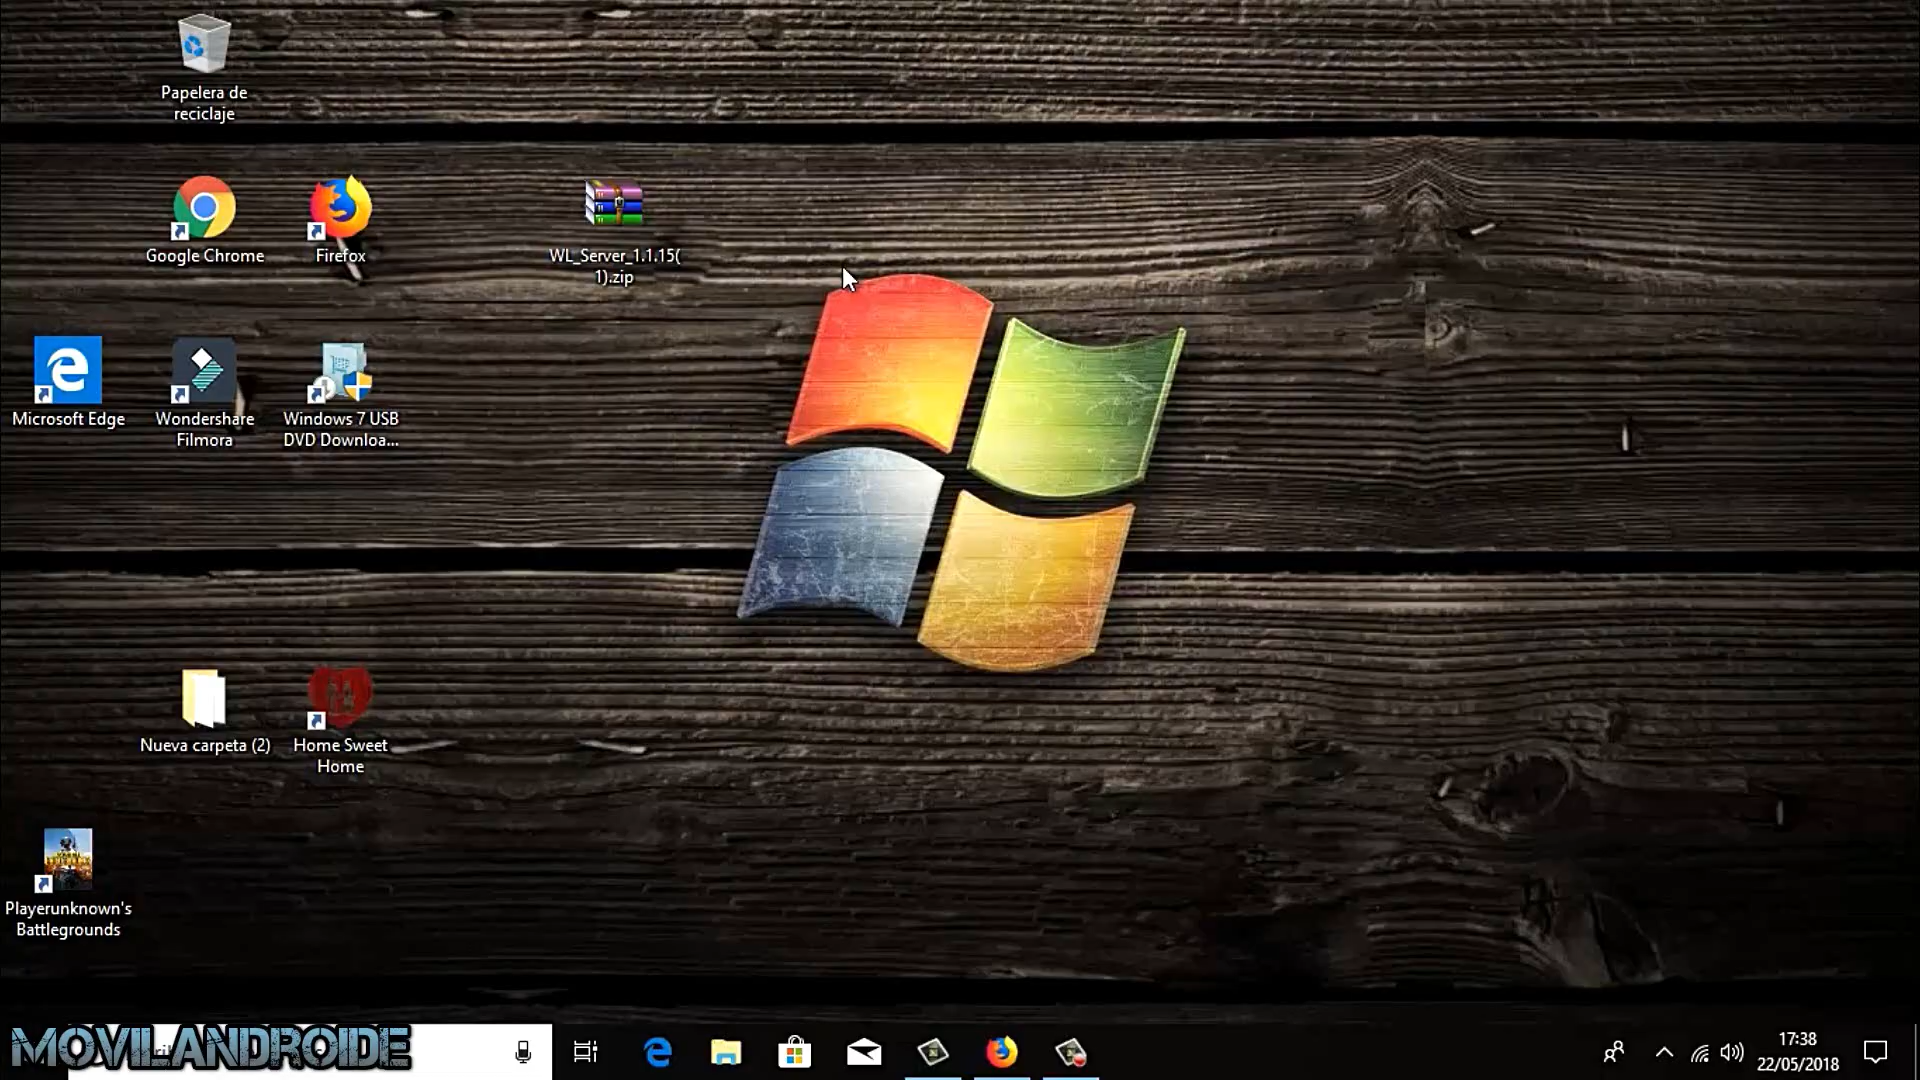 Papelera de
reciclaje
Google Chrome
Firefox
WL_Server_1.1.15(
1).zip
Microsoft Edge
Wondershare
Filmora
Windows 7 USB
DVD Downloa...
Nueva carpeta (2)
Home Sweet
Home
Playerunknown's
Battlegrounds
MOVILANDROIDE
17:38
22/05/2018